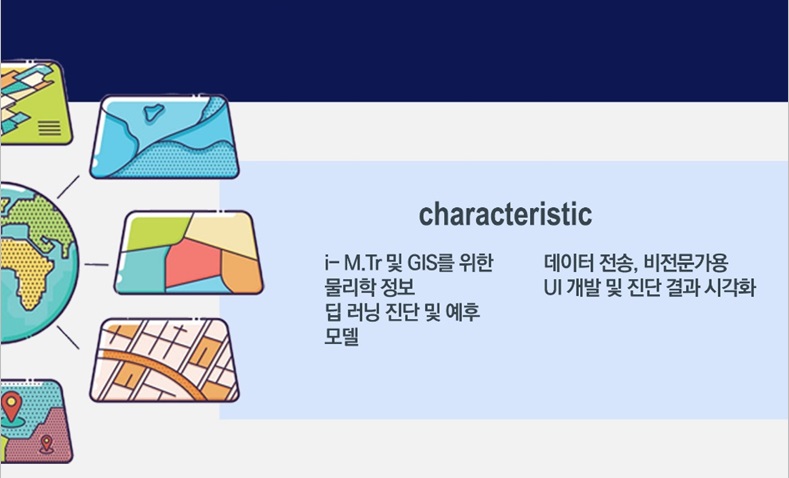 characteristic
i- M.Tr 및 GIS를 위한
물리학 정보
딥 러닝 진단 및 예후
모델
데이터 전송, 비전문가용
UI 개발 및 진단 결과 시각화